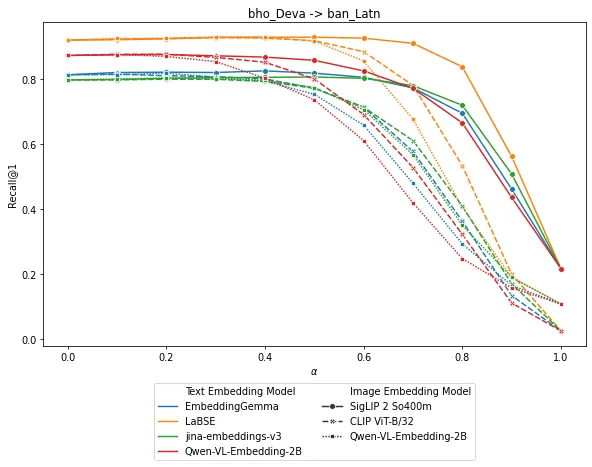 bho_Deva -> ban_Latn
Recall@1
0.8
0.6
0.4
0.2
0.0
0.0 0.2 0.4 0.6 0.8 1.0
α
Text Embedding Model
EmbeddingGemma
LaBSE
jina-embeddings-v3
Qwen-VL-Embedding-2B
Image Embedding Model
SigLIP 2 So400m
CLIP ViT-B/32
Qwen-VL-Embedding-2B